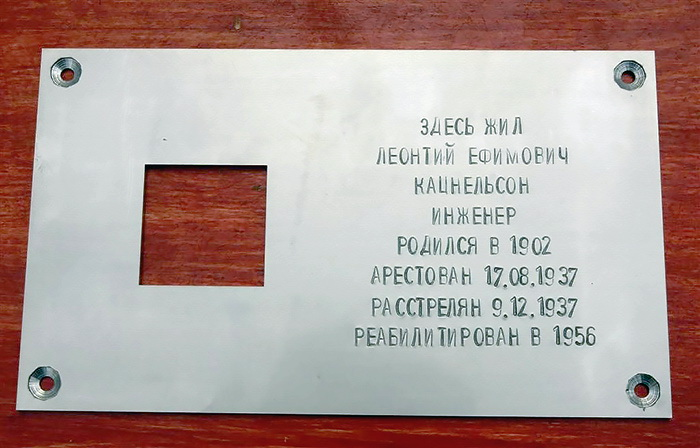 ЗДЕСЬ ЖИЛ
ЛЕОНТИЙ ЕФИМОВИЧ
КАЦНЕЛЬСОН
ИНЖЕНЕР
РОДИЛСЯ В 1902
АРЕСТОВАН 17.08.1937
РАССТРЕЛЯН 9.12.1937
РЕАБИЛИТИРОВАН В 1956